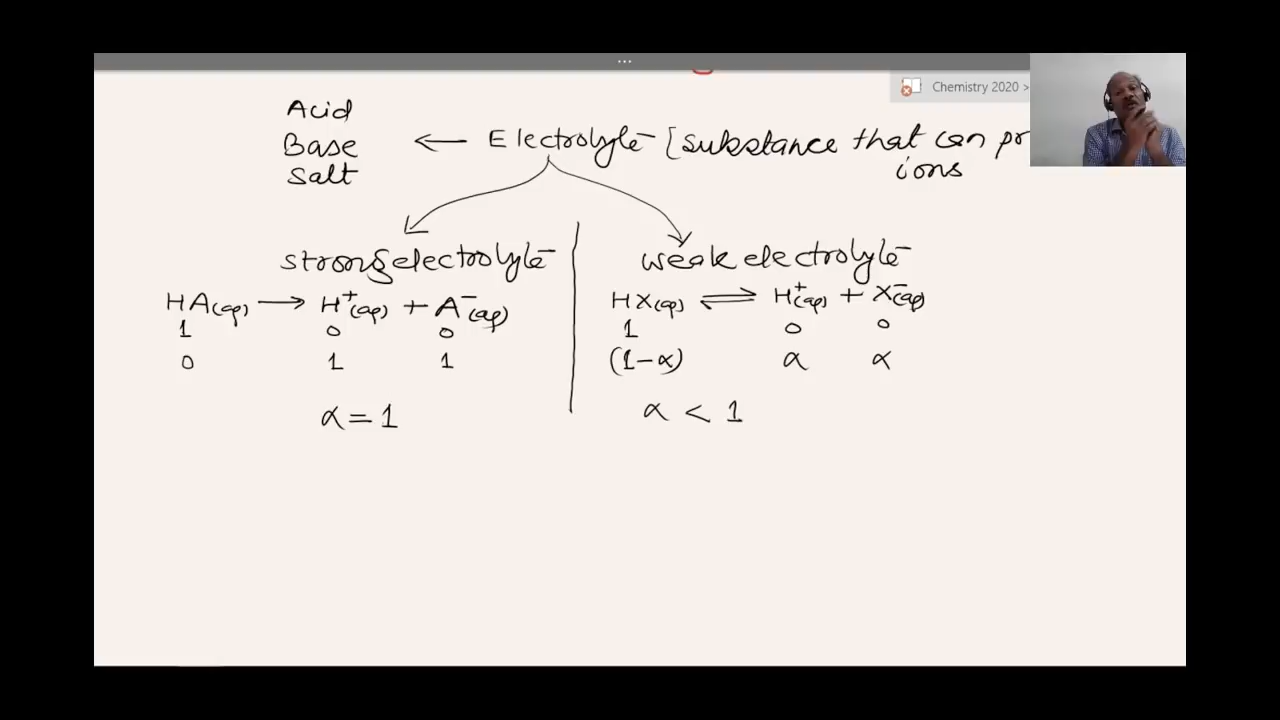 Chemistry 2020 >
Acid
Base ← Electrolyte [substance that can
Salt
ions
strong electrolyte
weak electrolyte
HA(aq) → H⁺(aq) + A⁻(aq)
1 0 0
0 1 1
α = 1
HX(aq) ⇌ H⁺(aq) + X⁻(aq)
1 0 0
(1-α) α α
α < 1